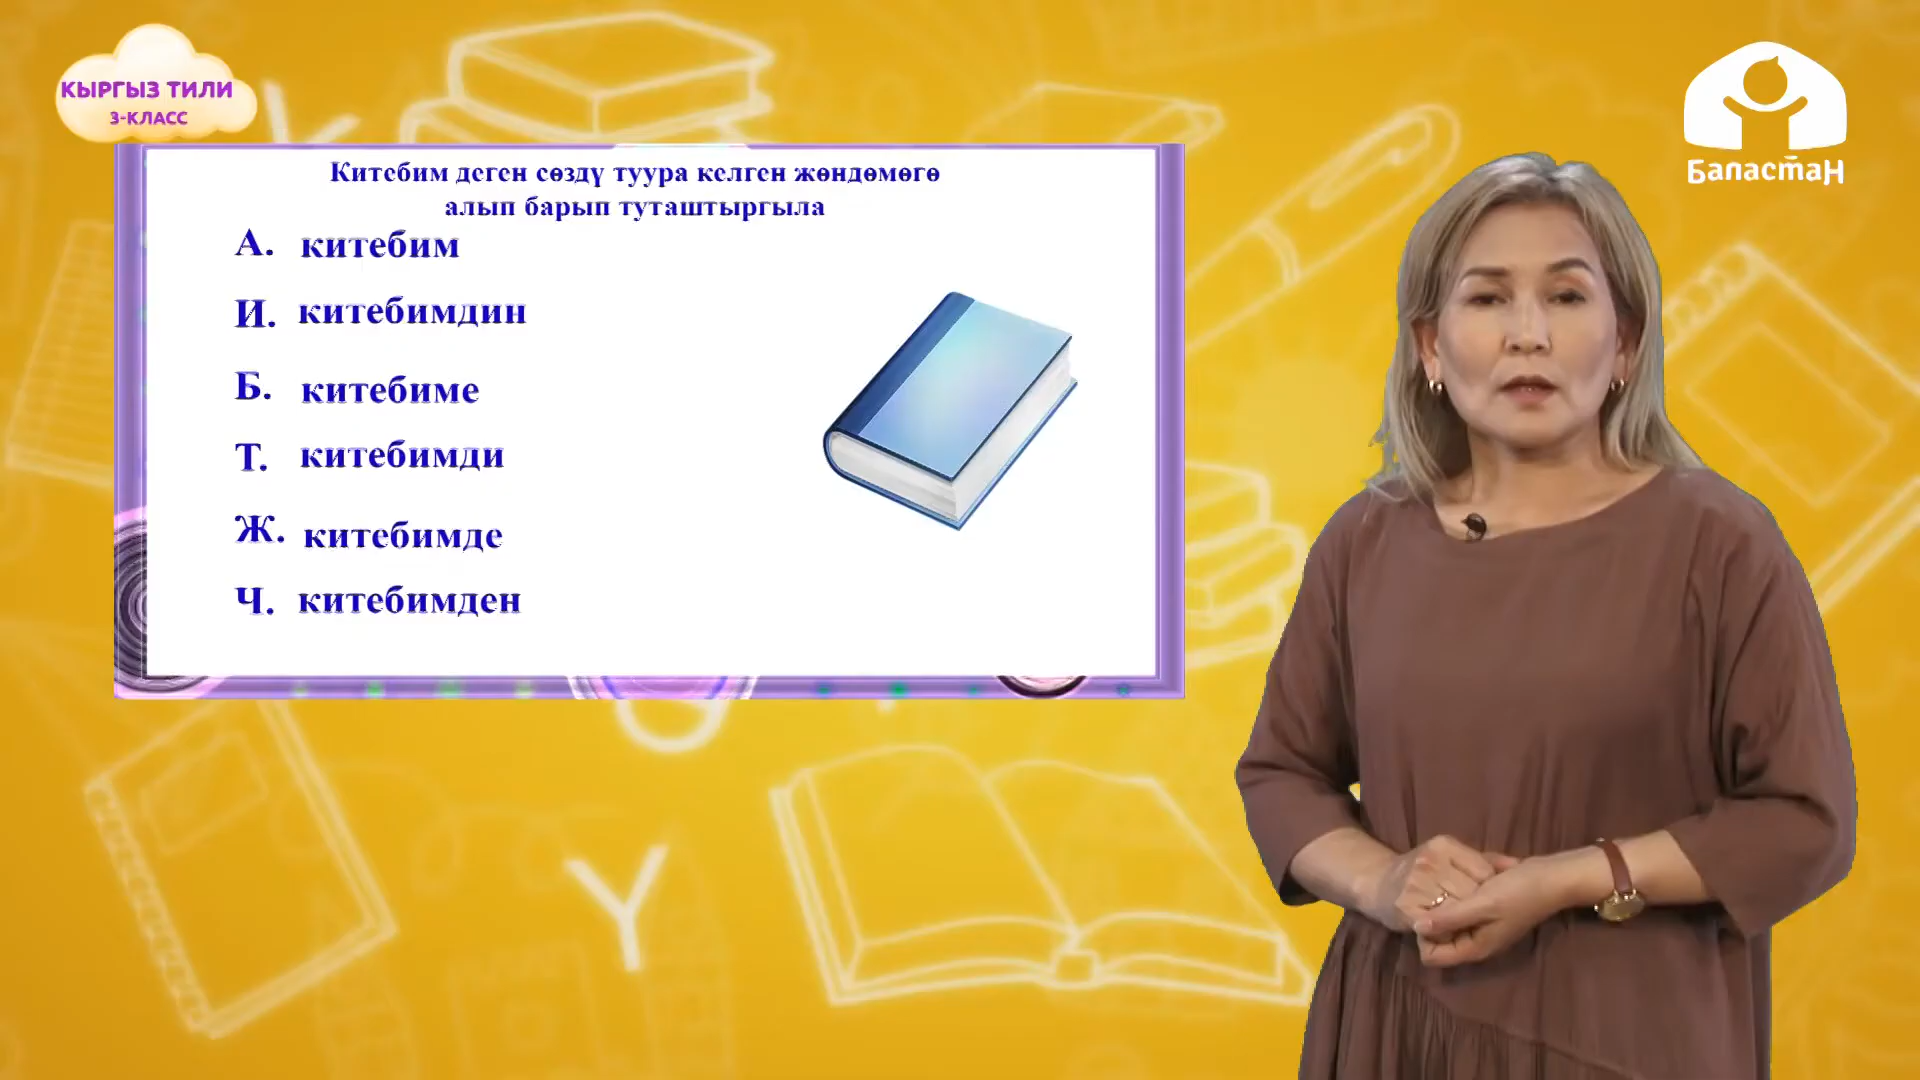 КЫРГЫЗ ТИЛИ
3-КЛАСС
Баластан
Китебим деген сөздү туура келген жөндөмөгө
алып барып туташтыргыла
А. китебим
И. китебимдин
Б. китебиме
Т. китебимди
Ж. китебимде
Ч. китебимден
Y